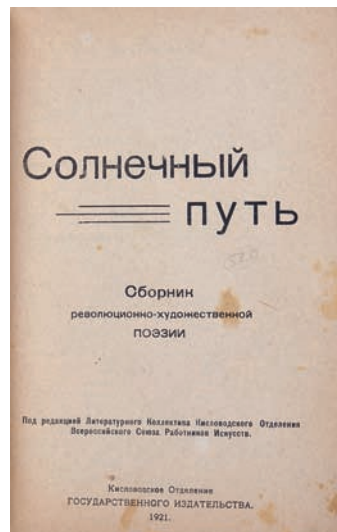 Солнечный
путь
Сборник
революционно-художественной
ПОЭЗИИ
Под редакцией Литературного Коллектива Кисловодского Отделения
Всероссийского Союза Работников Искусств.
Кисловодское Отделение
ГОСУДАРСТВЕННОГО ИЗДАТЕЛЬСТВА.
1921.